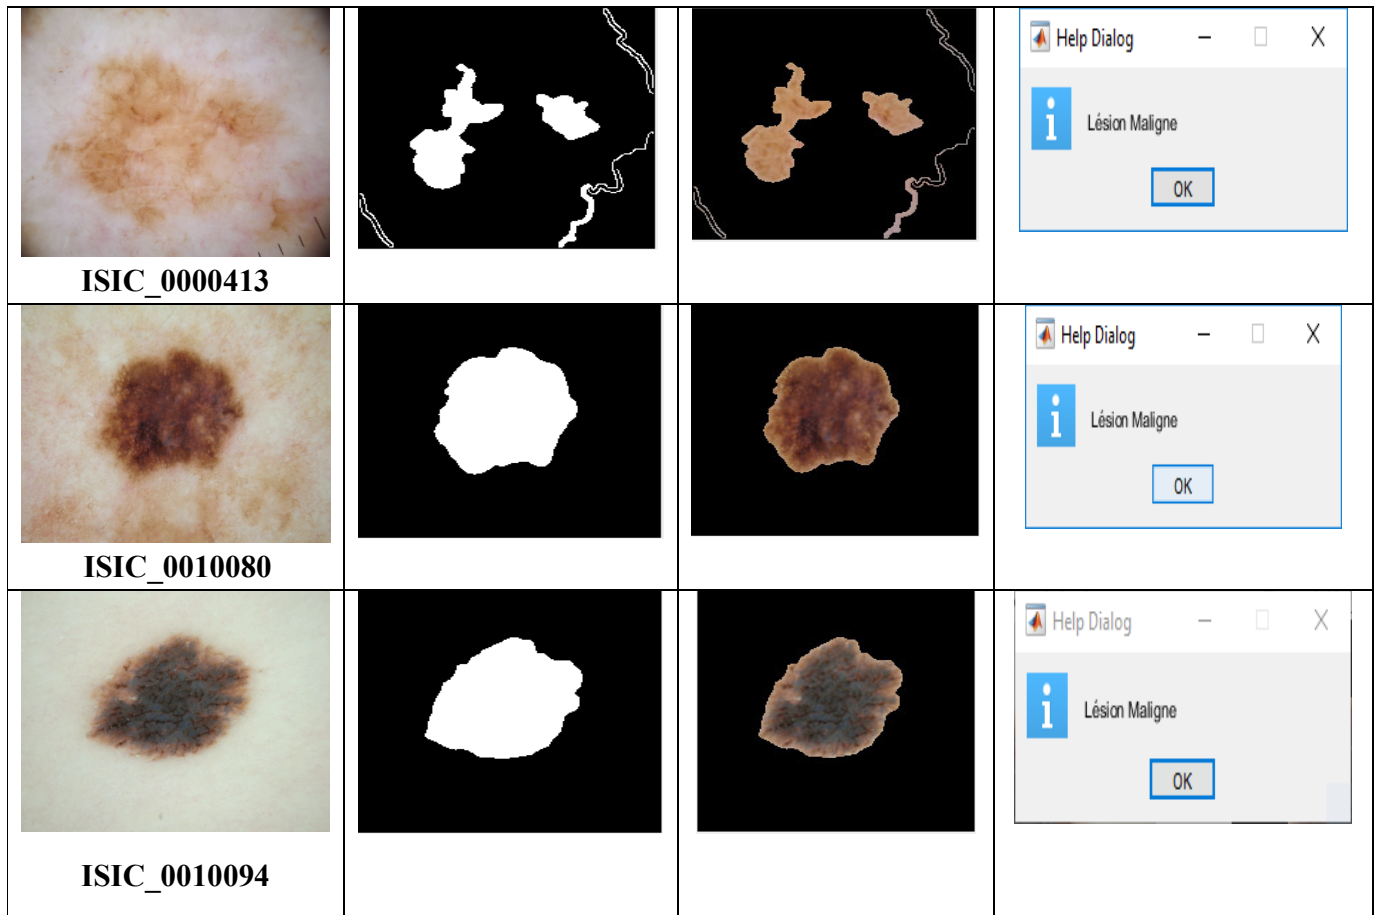 Help Dialog
Lésion Maligne
OK
ISIC_0000413
Help Dialog
Lésion Maligne
OK
ISIC_0010080
Help Dialog
Lésion Maligne
OK
ISIC_0010094